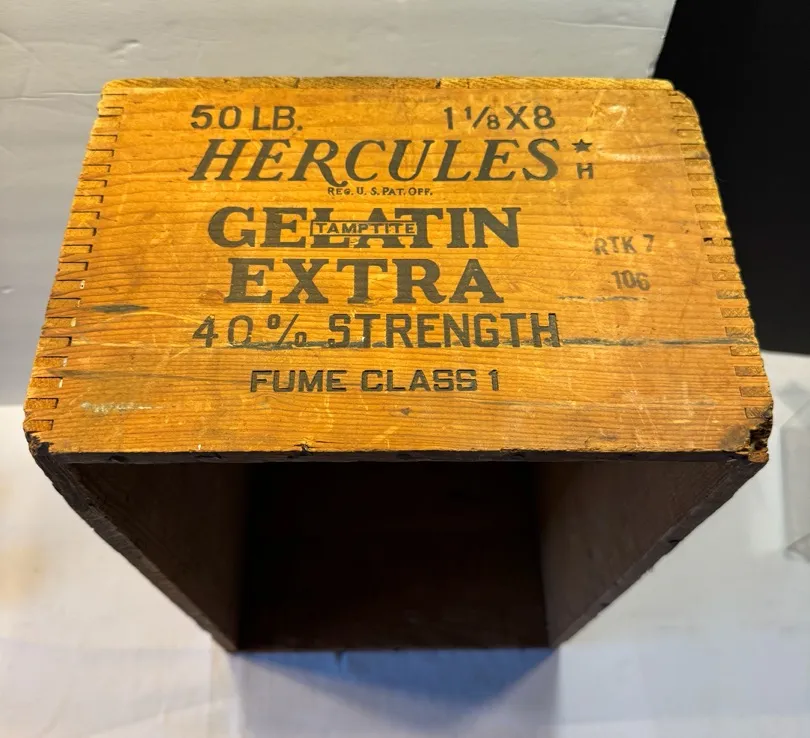 50 LB. 1 1/8 X 8
HERCULES ★ H
REG. U. S. PAT. OFF.
GELATIN
TAMPTITE
EXTRA
RTK 7
106
40% STRENGTH
FUME CLASS 1